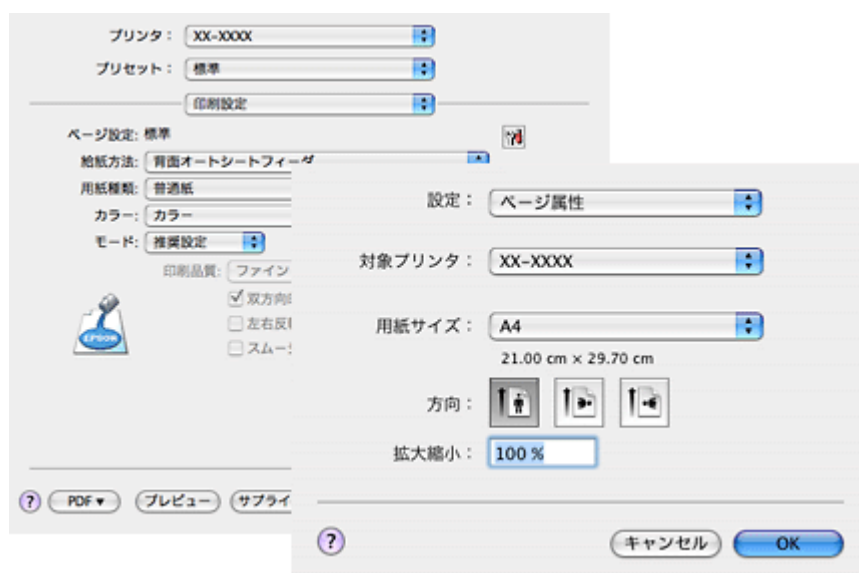 プリンタ： XX-XXXX
プリセット： 標準
印刷設定
ページ設定: 標準
給紙方法: 背面オートシートフィーダ
用紙種類: 普通紙
カラー: カラー
モード: 推奨設定
印刷品質: ファイン
双方向
左右反
スムー
EPSON
? PDF▼ プレビュー サプライ
設定： ページ属性
対象プリンタ： XX-XXXX
用紙サイズ： A4
21.00 cm × 29.70 cm
方向：
拡大縮小： 100 %
? キャンセル OK